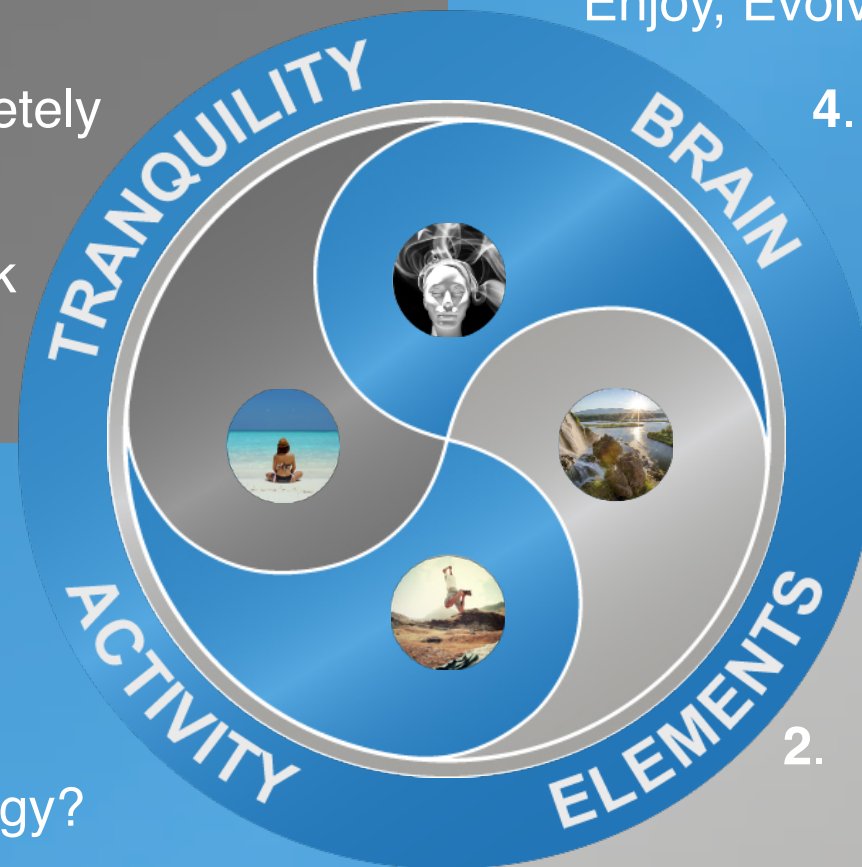 Enjoy, Evolv
TRANQUILITY
BRAIN
etely
4.
k
ACTIVITY
ELEMENTS
2.
gy?